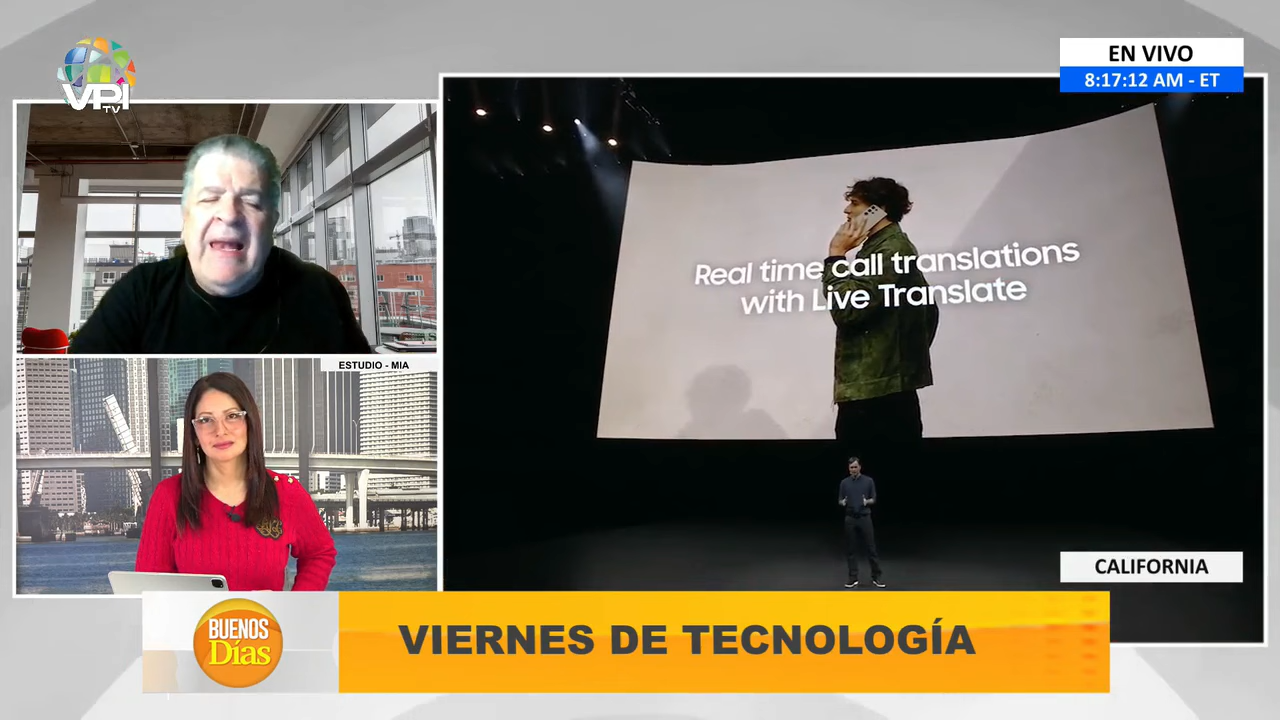 VPI
TV
EN VIVO
8:17:12 AM - ET
Real time call translations
with Live Translate
ESTUDIO - MIA
CALIFORNIA
BUENOS
Días
VIERNES DE TECNOLOGÍA